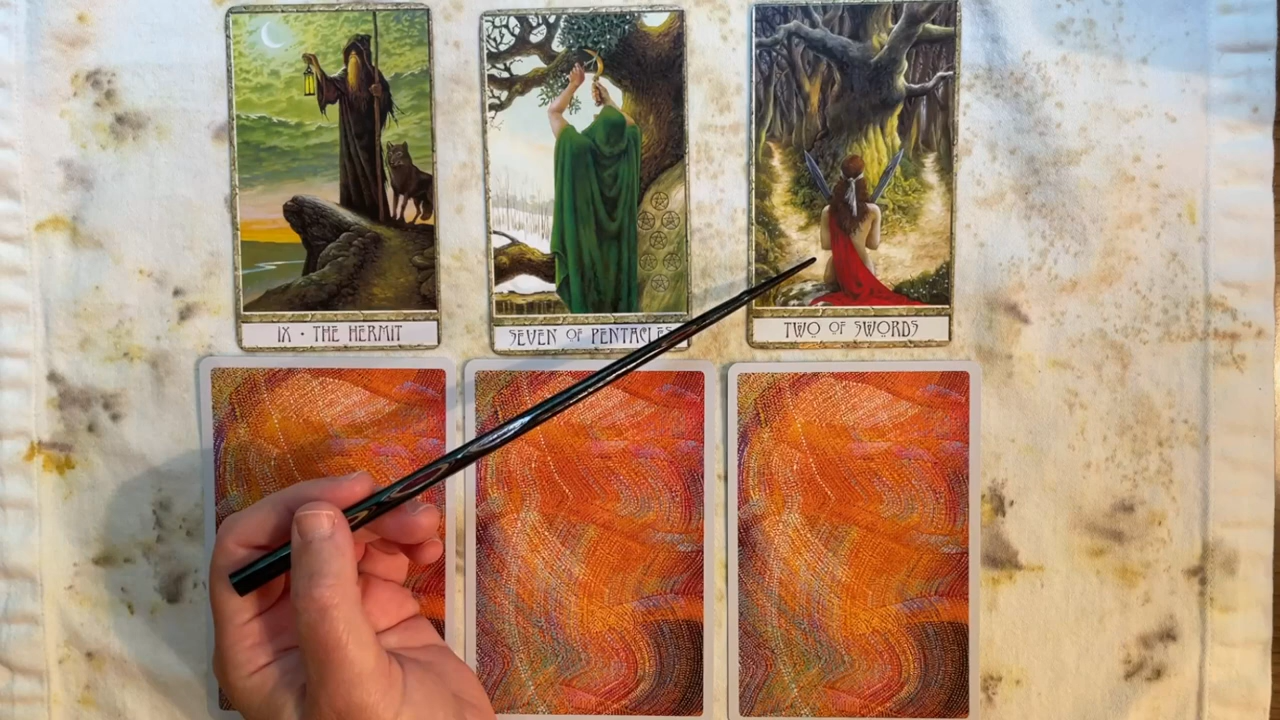 IX • THE HERMIT
SEVEN OF PENTACLES
TWO OF SWORDS